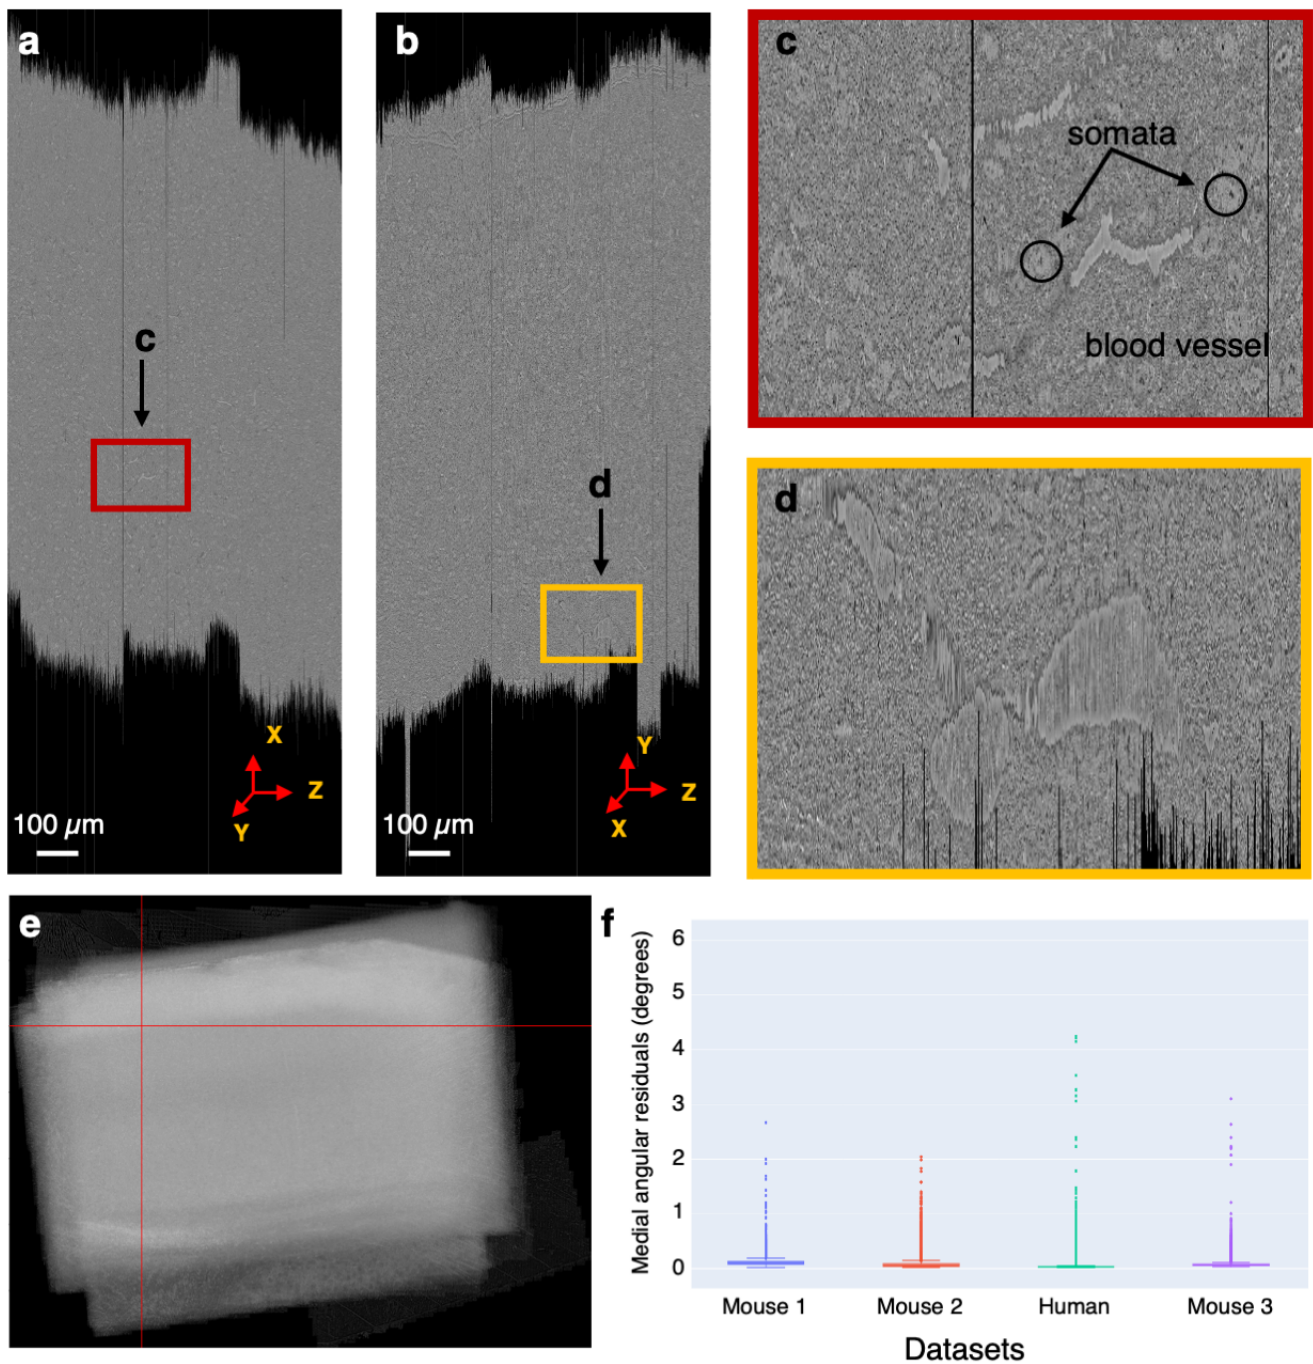 a
c
X
Z
Y
100 µm
b
d
Y
Z
X
100 µm
c
somata
blood vessel
d
e
f
Medial angular residuals (degrees)
6
5
4
3
2
1
0
Mouse 1 Mouse 2 Human Mouse 3
Datasets